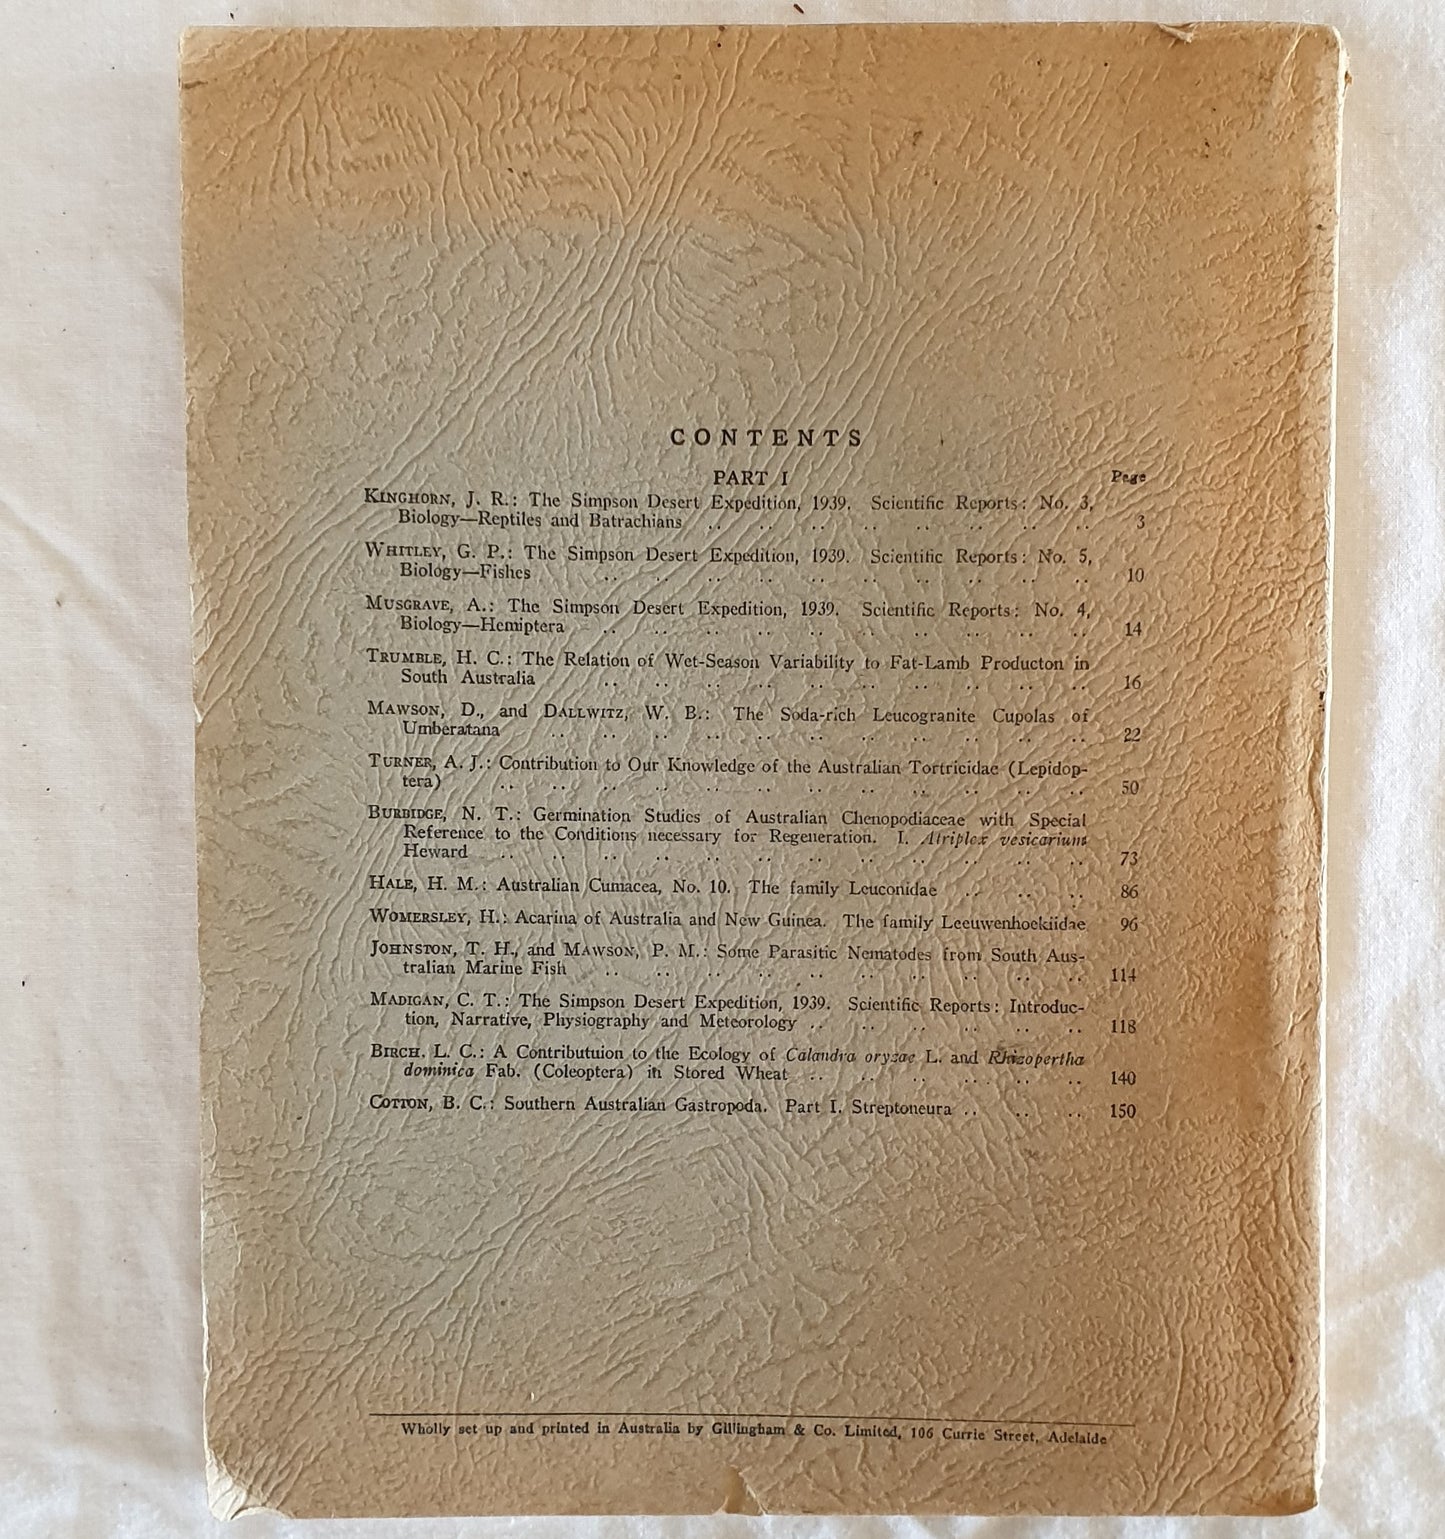 CONTENTS
PART I
Page
KINGHORN, J. R.: The Simpson Desert Expedition, 1939. Scientific Reports: No. 3,
Biology—Reptiles and Batrachians .. .. .. .. .. .. .. .. 3
WHITLEY, G. P.: The Simpson Desert Expedition, 1939. Scientific Reports: No. 5,
Biology—Fishes .. .. .. .. .. .. .. .. .. .. 10
MUSGRAVE, A.: The Simpson Desert Expedition, 1939. Scientific Reports: No. 4,
Biology—Hemiptera .. .. .. .. .. .. .. .. .. .. 14
TRUMBLE, H. C.: The Relation of Wet-Season Variability to Fat-Lamb Producton in
South Australia .. .. .. .. .. .. .. .. .. .. 16
MAWSON, D., and DALLWITZ, W. B.: The Soda-rich Leucogranite Cupolas of
Umberatana .. .. .. .. .. .. .. .. .. .. .. 22
TURNER, A. J.: Contribution to Our Knowledge of the Australian Tortricidae (Lepidop-
tera) .. .. .. .. .. .. .. .. .. .. .. .. 50
BURBIDGE, N. T.: Germination Studies of Australian Chenopodiaceae with Special
Reference to the Conditions necessary for Regeneration. I. Atriplex vesicarium
Heward .. .. .. .. .. .. .. .. .. .. .. .. 73
HALE, H. M.: Australian Cumacea, No. 10. The family Leuconidae .. .. .. 86
WOMERSLEY, H.: Acarina of Australia and New Guinea. The family Leeuwenhoekiidae 96
JOHNSTON, T. H., and MAWSON, P. M.: Some Parasitic Nematodes from South Aus-
tralian Marine Fish .. .. .. .. .. .. .. .. .. .. 114
MADIGAN, C. T.: The Simpson Desert Expedition, 1939. Scientific Reports: Introduc-
tion, Narrative, Physiography and Meteorology .. .. .. .. .. .. 118
BIRCH. L. C.: A Contributuion to the Ecology of Calandra oryzae L. and Rhizopertha
dominica Fab. (Coleoptera) in Stored Wheat .. .. .. .. .. .. 140
COTTON, B. C.: Southern Australian Gastropoda. Part I. Streptoneura .. .. .. 150
Wholly set up and printed in Australia by Gillingham & Co. Limited, 106 Currie Street, Adelaide